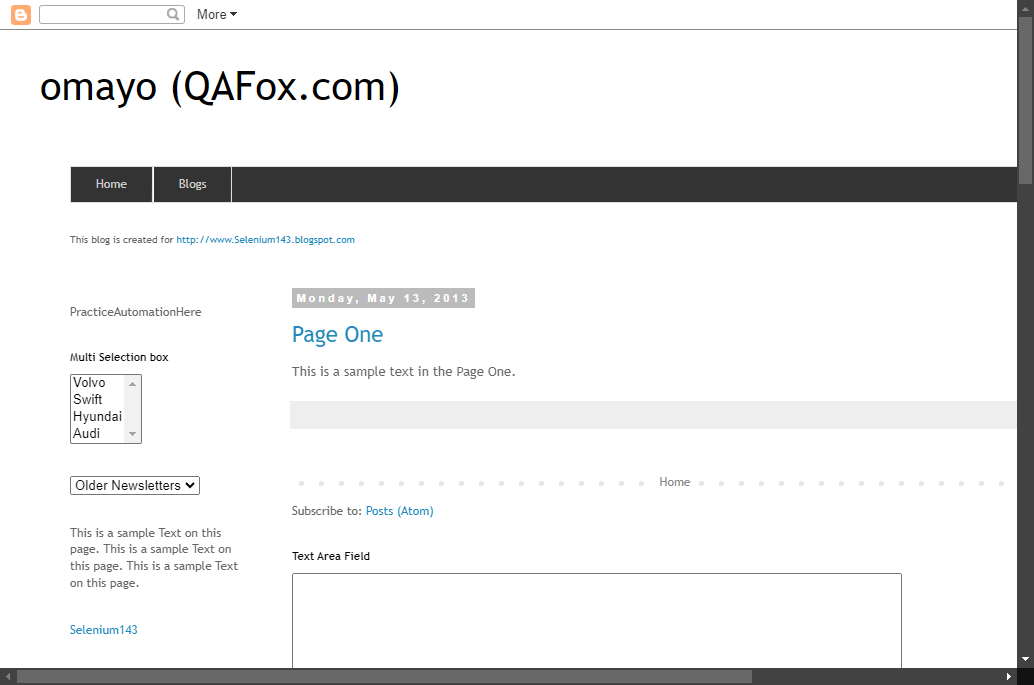 More
omayo (QAFox.com)
Home
Blogs
This blog is created for http://www.Selenium143.blogspot.com
PracticeAutomationHere
Multi Selection box
Volvo
Swift
Hyundai
Audi
Older Newsletters
This is a sample Text on this
page. This is a sample Text on
this page. This is a sample Text
on this page.
Selenium143
Monday, May 13, 2013
Page One
This is a sample text in the Page One.
Home
Subscribe to: Posts (Atom)
Text Area Field